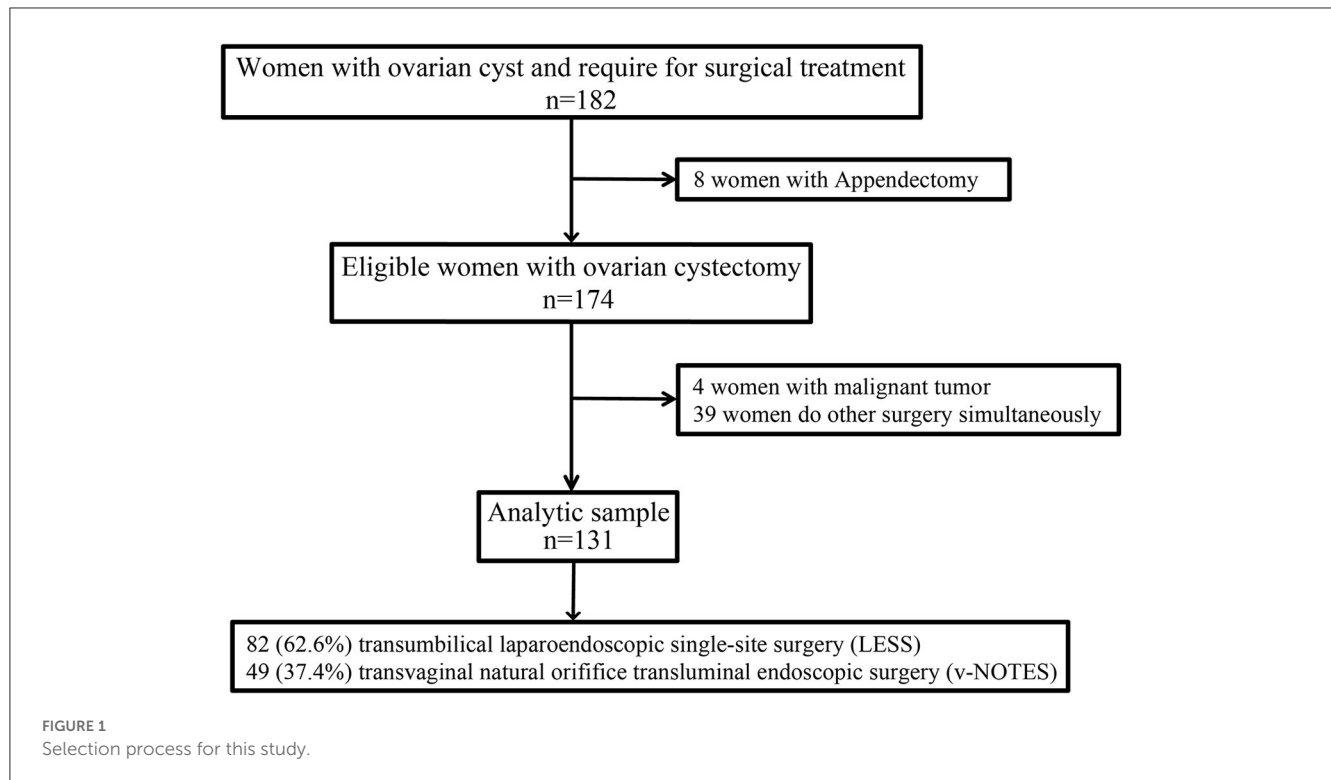 Women with ovarian cyst and require for surgical treatment
n=182
8 women with Appendectomy
Eligible women with ovarian cystectomy
n=174
4 women with malignant tumor
39 women do other surgery simultaneously
Analytic sample
n=131
82 (62.6%) transumbilical laparoendoscopic single-site surgery (LESS)
49 (37.4%) transvaginal natural orififice transluminal endoscopic surgery (v-NOTES)
FIGURE 1
Selection process for this study.